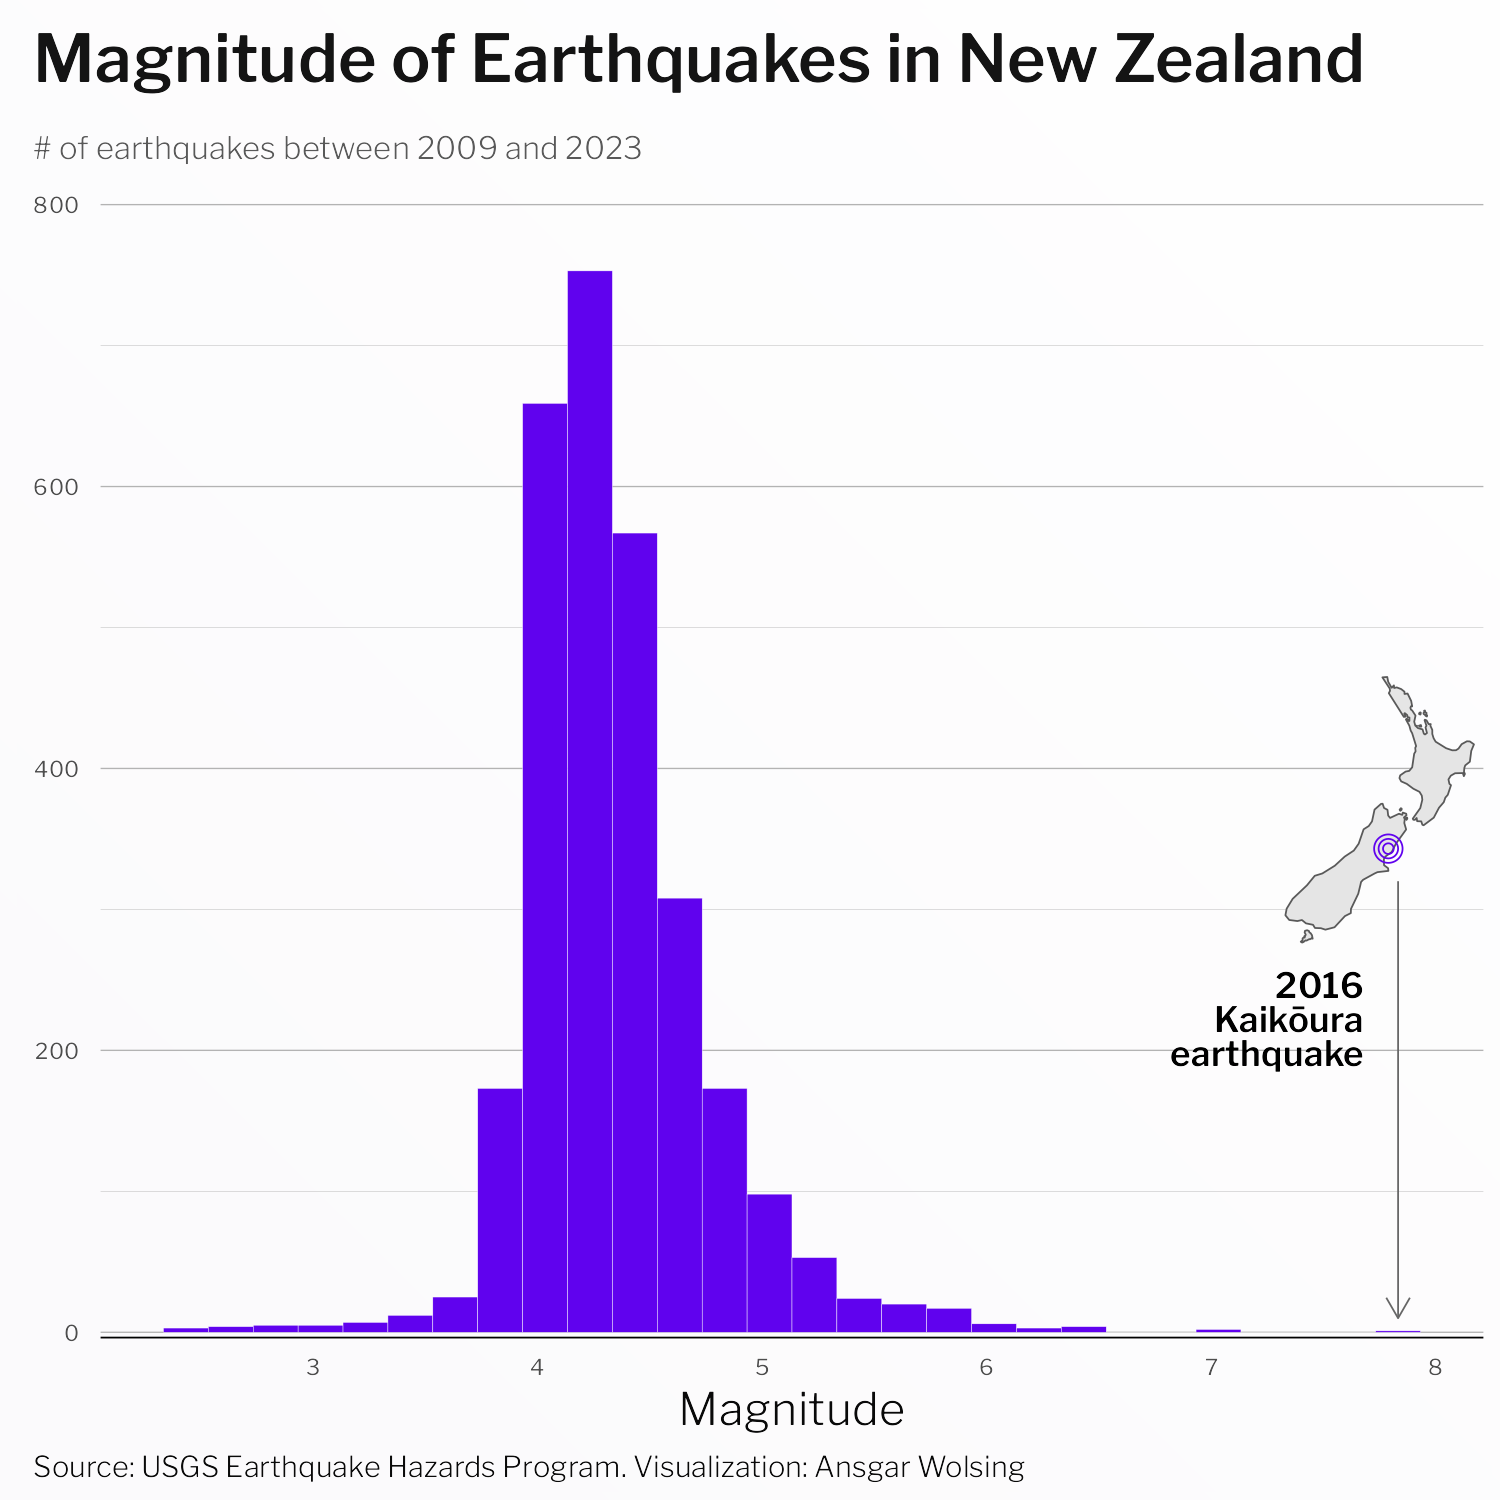 Magnitude of Earthquakes in New Zealand
# of earthquakes between 2009 and 2023
800
600
400
200
0
2016
Kaikōura
earthquake
3 4 5 6 7 8
Magnitude
Source: USGS Earthquake Hazards Program. Visualization: Ansgar Wolsing